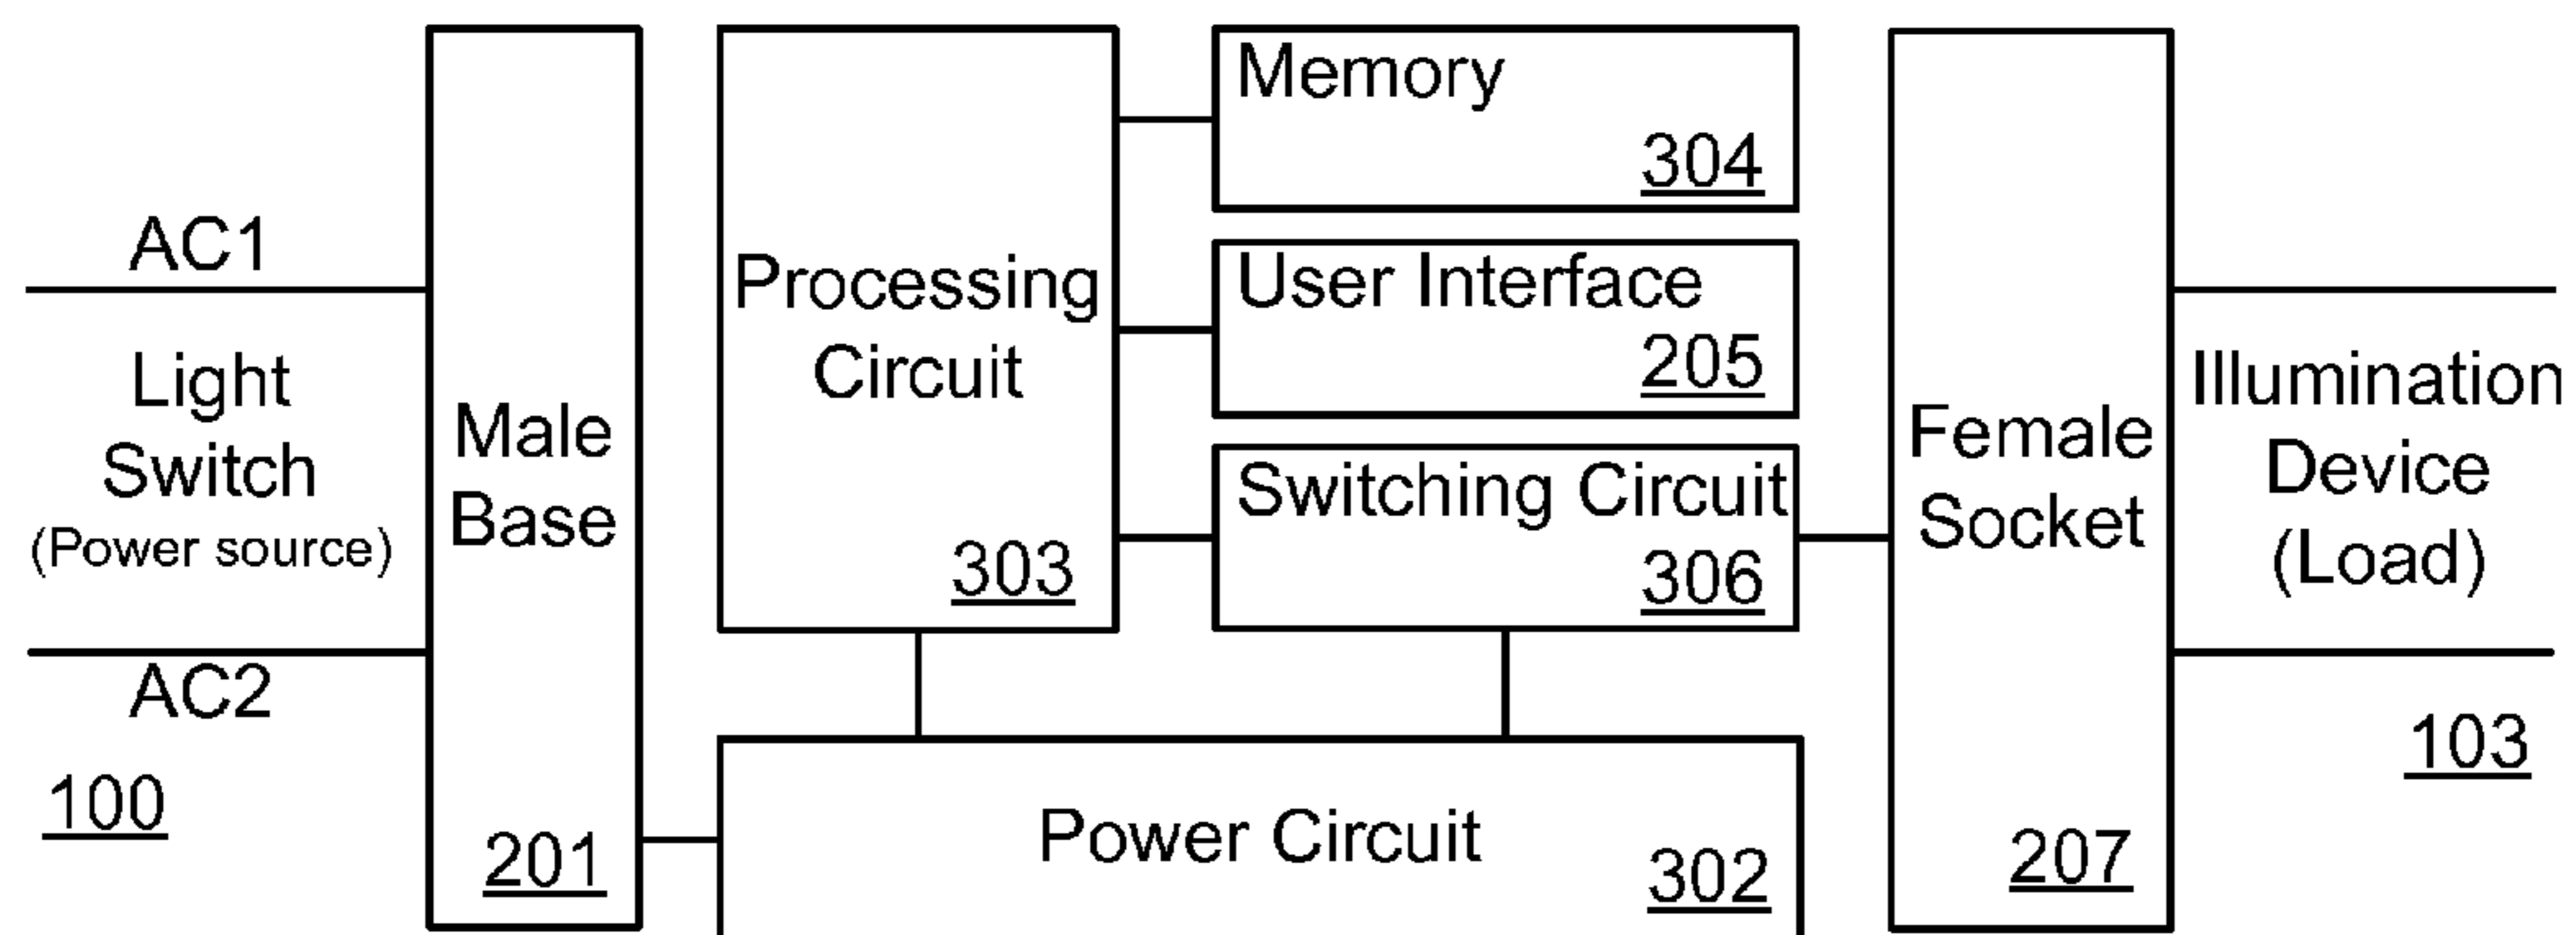 AC1
Light
Switch
(Power source)
AC2
100
Male
Base
201
Processing
Circuit
303
Memory
304
User Interface
205
Switching Circuit
306
Power Circuit
302
Female
Socket
207
Illumination
Device
(Load)
103